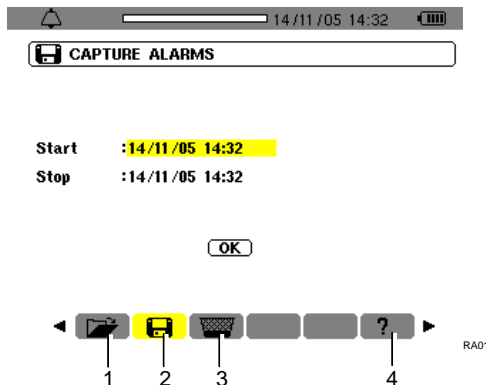 14/11/05 14:32
CAPTURE ALARMS
Start :14/11/05 14:32
Stop :14/11/05 14:32
OK
?
RA01
1 2 3 4